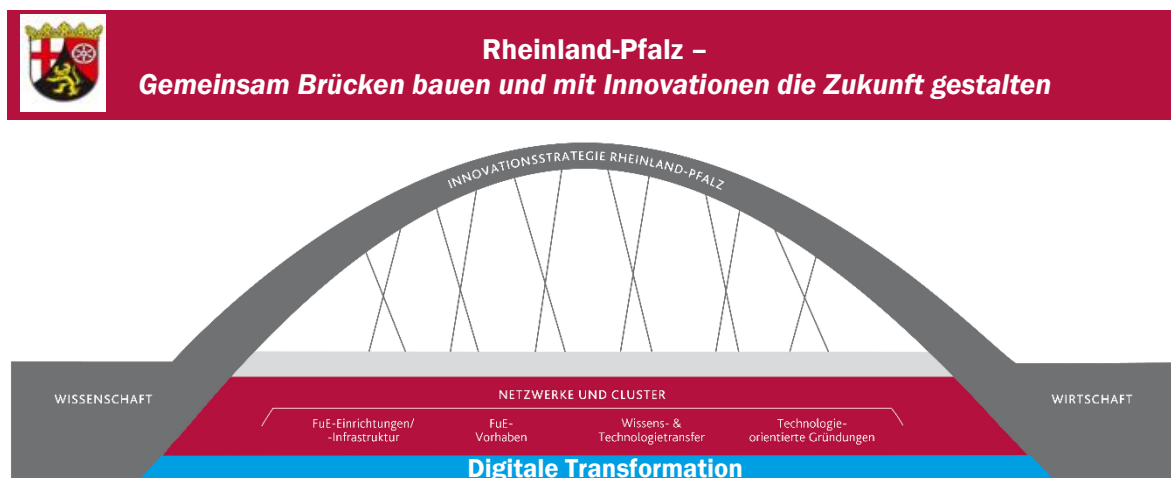 Rheinland-Pfalz –
Gemeinsam Brücken bauen und mit Innovationen die Zukunft gestalten
INNOVATIONSSTRATEGIE RHEINLAND-PFALZ
WISSENSCHAFT
WIRTSCHAFT
NETZWERKE UND CLUSTER
FuE-Einrichtungen/
-Infrastruktur
FuE-
Vorhaben
Wissens- &
Technologietransfer
Technologie-
orientierte Gründungen
Digitale Transformation